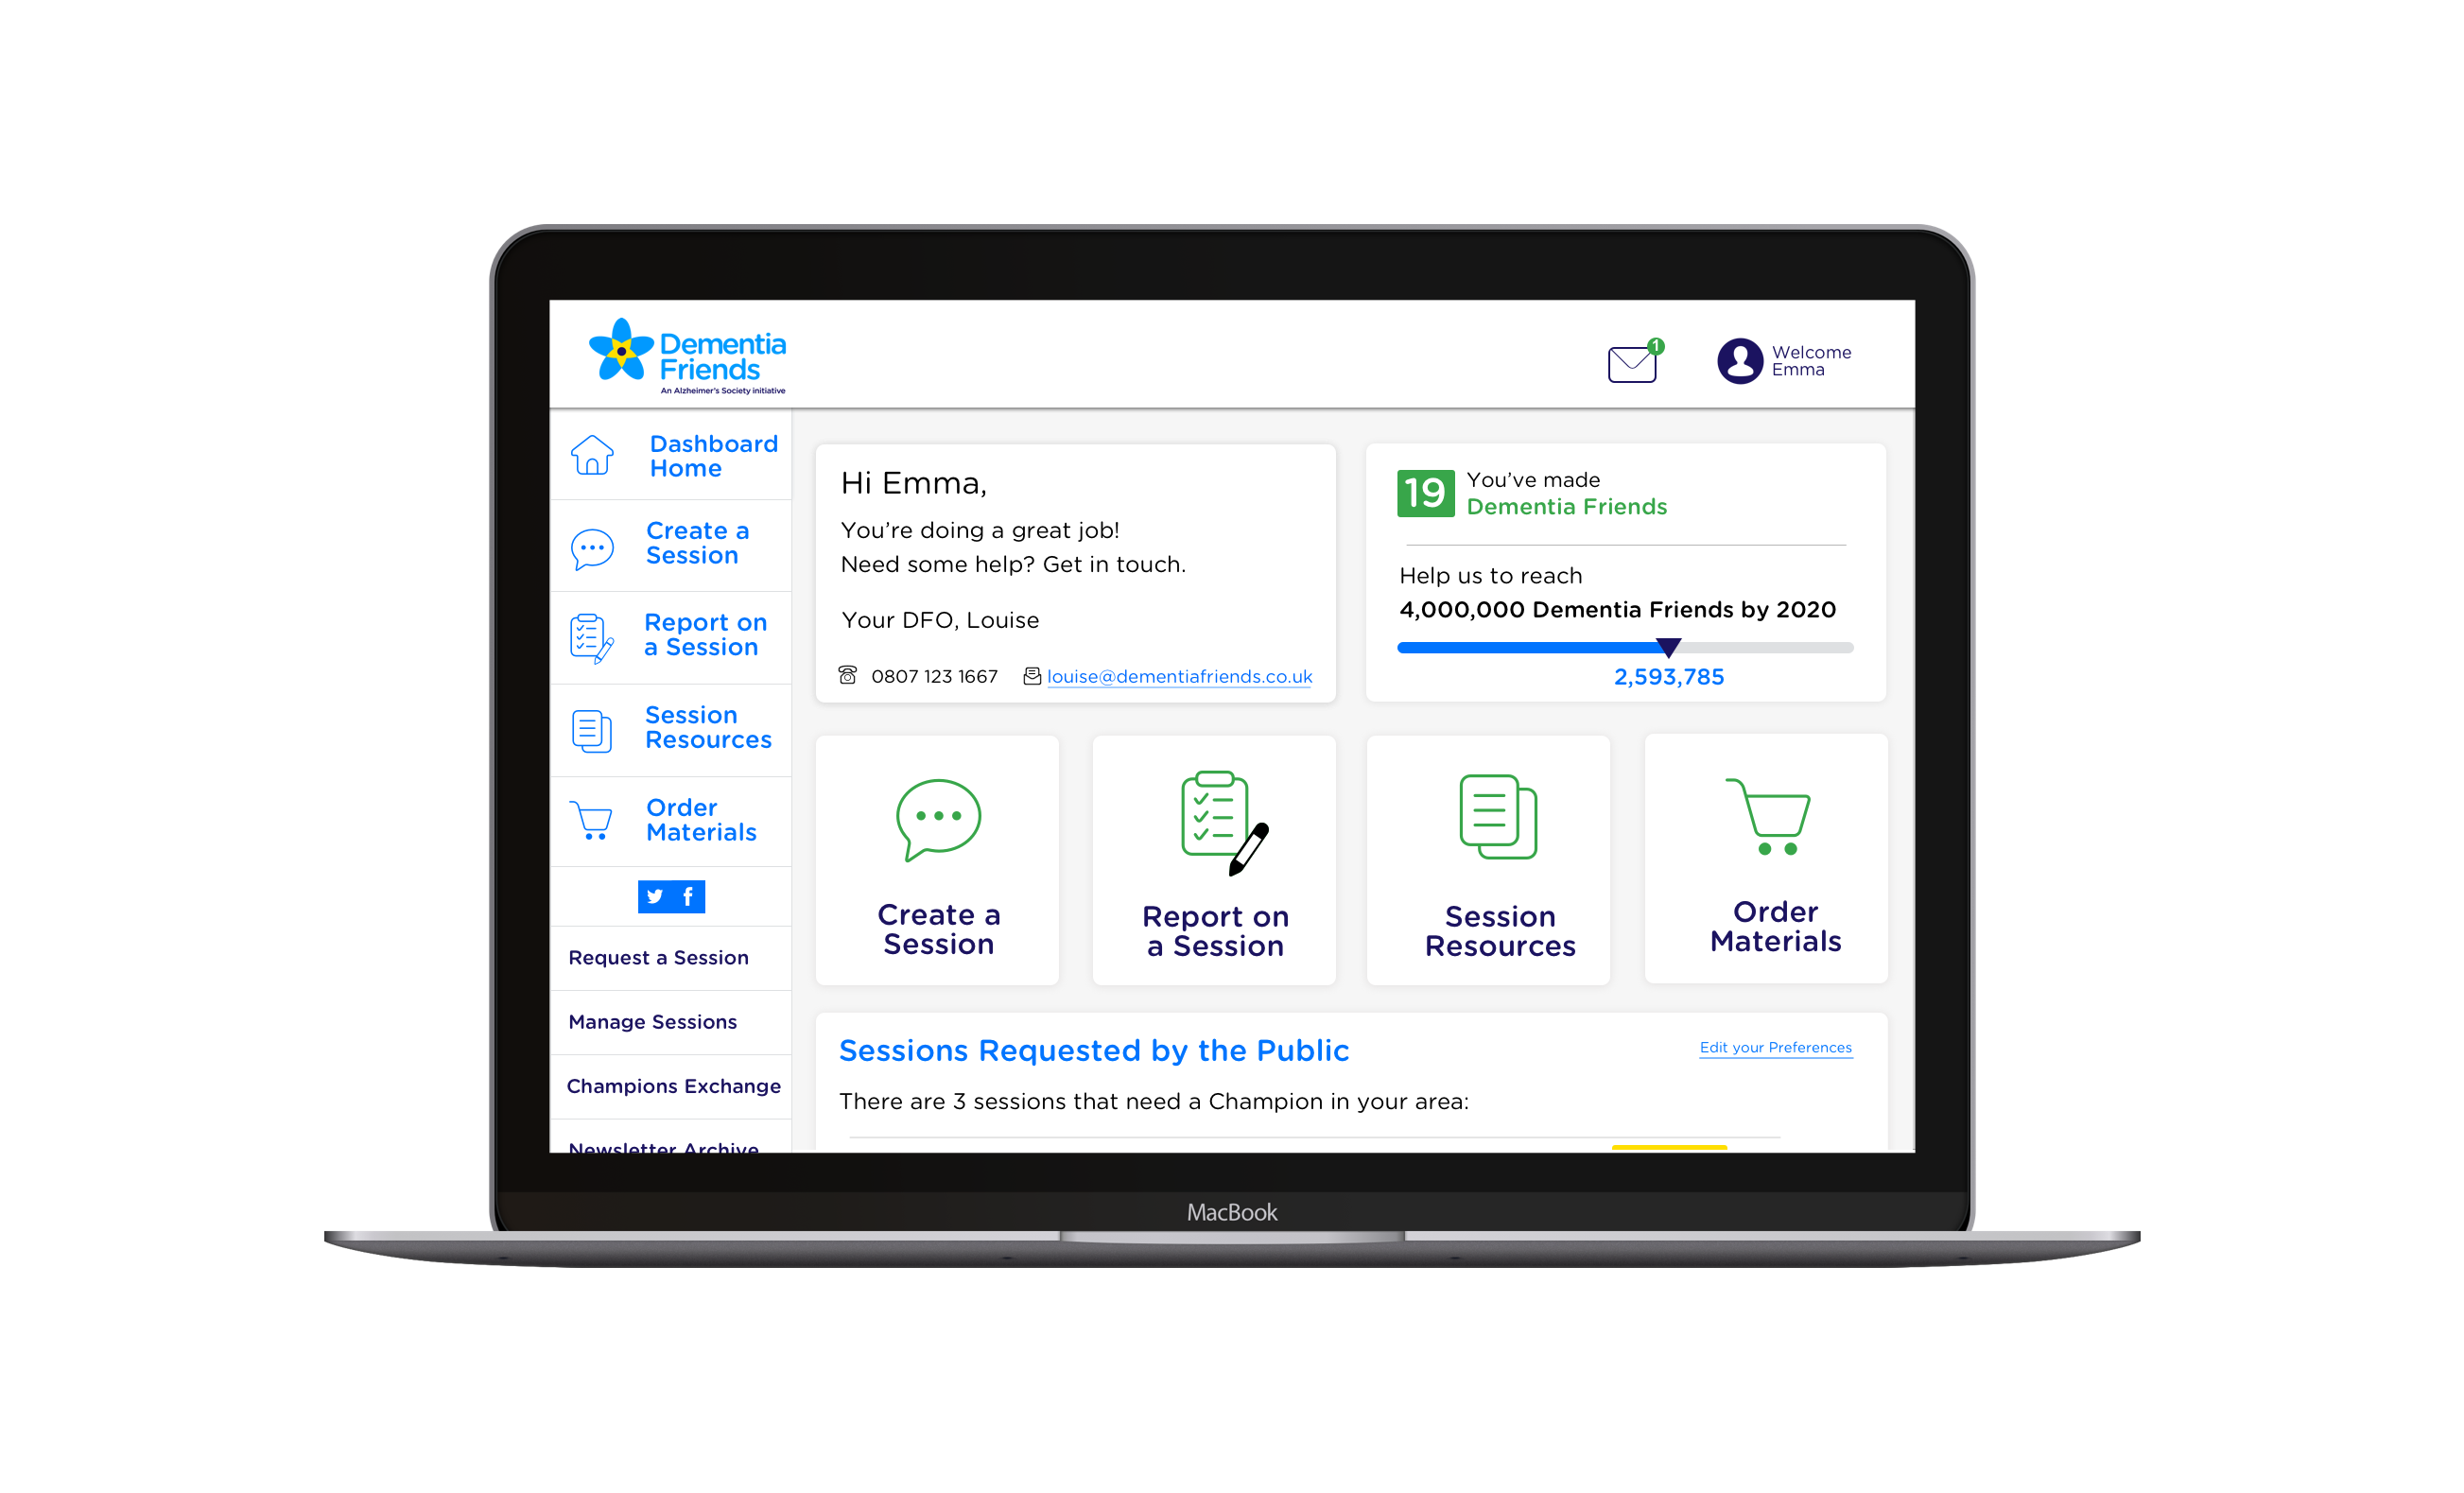 Dementia
Friends
An Alzheimer's Society initiative
1
Welcome
Emma
Dashboard
Home
Create a
Session
Report on
a Session
Session
Resources
Order
Materials
Request a Session
Manage Sessions
Champions Exchange
Newsletter Archive
Hi Emma,
You're doing a great job!
Need some help? Get in touch.
Your DFO, Louise
0807 123 1667
louise@dementiafriends.co.uk
19
You've made
Dementia Friends
Help us to reach
4,000,000 Dementia Friends by 2020
2,593,785
Create a
Session
Report on
a Session
Session
Resources
Order
Materials
Sessions Requested by the Public
Edit your Preferences
There are 3 sessions that need a Champion in your area:
MacBook